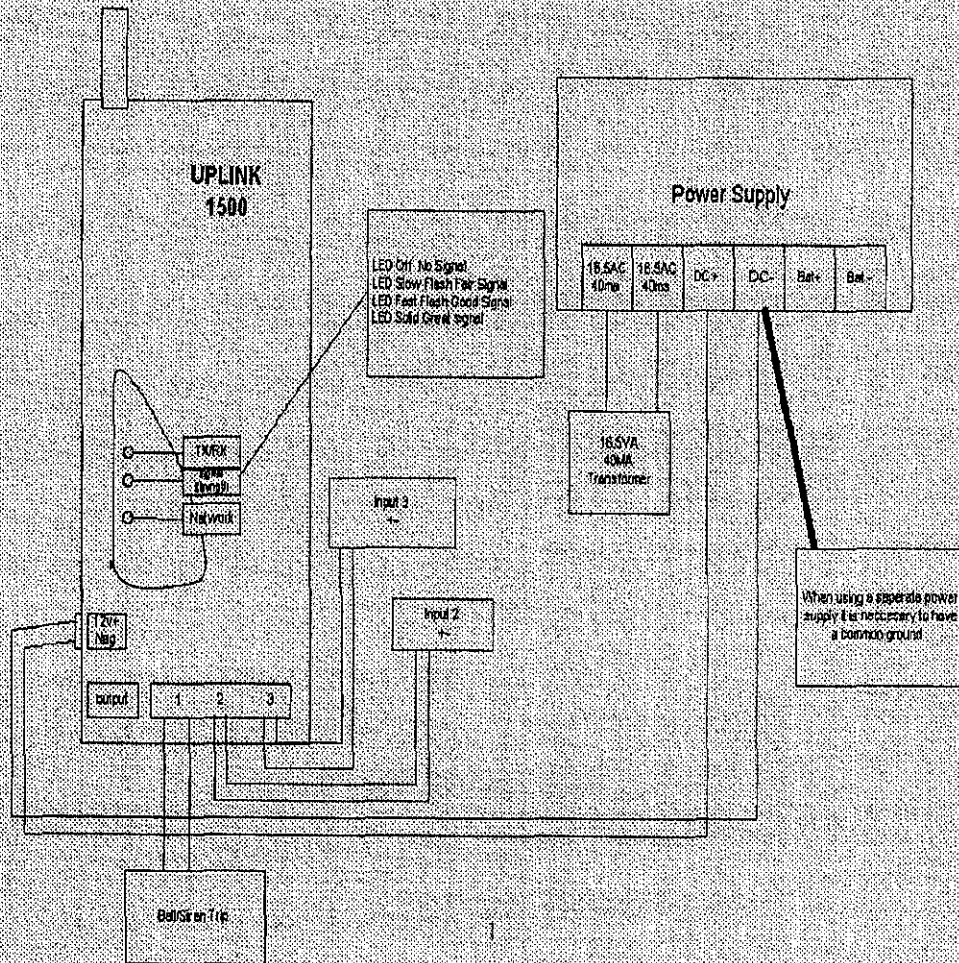 UPLINK
1500
Power Supply
LED Off No Signal
LED Slow Flash Fair Signal
LED Fast Flash Good Signal
LED Solid Great signal
16.5AC
40ma
16.5AC
40ma
DC+
DC-
Bat+
Bat-
16.5VA
40MA
Transformer
TX/RX
Network
Input 3
+-
Input 2
+-
When using a seperate power
supply it is neccessary to have
a common ground
12v+
Neg
output
1
2
3
Bell/Siren Trip
1